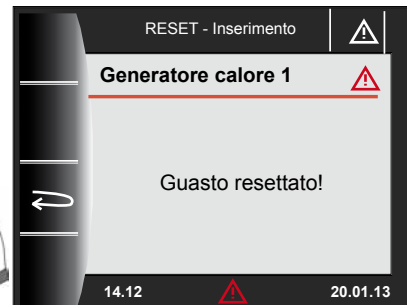 RESET - Inserimento
Generatore calore 1
Guasto resettato!
14.12
20.01.13